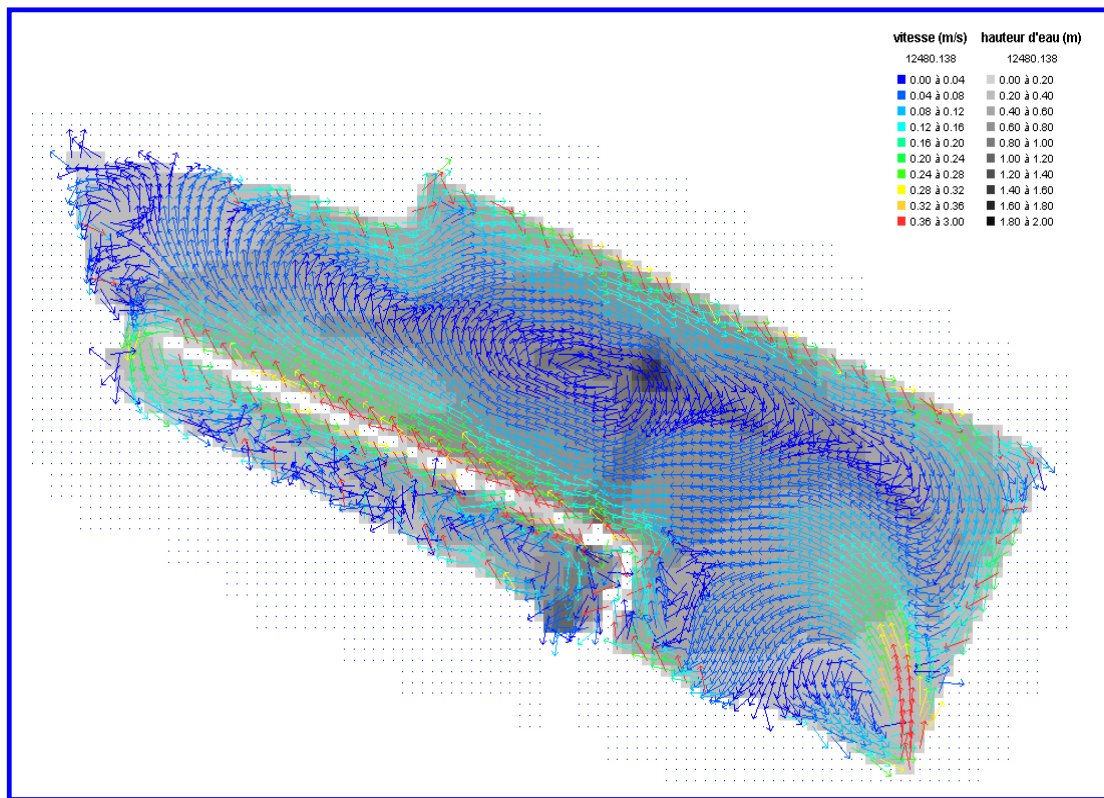 vitesse (m/s) hauteur d'eau (m)
12480.138 12480.138
0.00 à 0.04 0.00 à 0.20
0.04 à 0.08 0.20 à 0.40
0.08 à 0.12 0.40 à 0.60
0.12 à 0.16 0.60 à 0.80
0.16 à 0.20 0.80 à 1.00
0.20 à 0.24 1.00 à 1.20
0.24 à 0.28 1.20 à 1.40
0.28 à 0.32 1.40 à 1.60
0.32 à 0.36 1.60 à 1.80
0.36 à 3.00 1.80 à 2.00